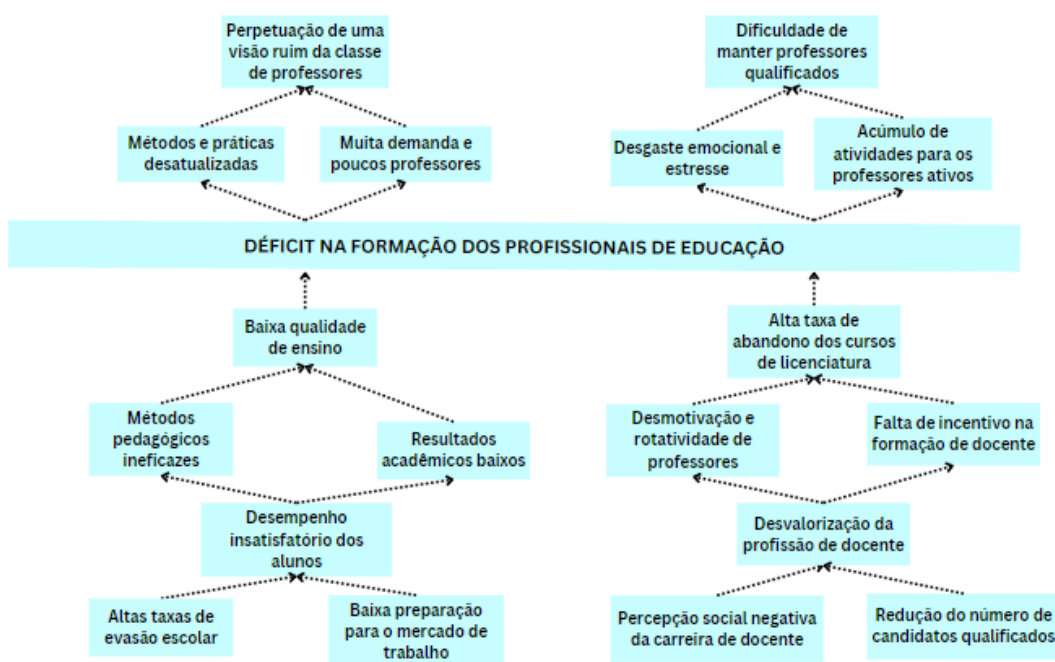 Perpetuação de uma
visão ruim da classe
de professores
Dificuldade de
manter professores
qualificados
Métodos e práticas
desatualizadas
Muita demanda e
poucos professores
Desgaste emocional e
estresse
Acúmulo de
atividades para os
professores ativos
DÉFICIT NA FORMAÇÃO DOS PROFISSIONAIS DE EDUCAÇÃO
Baixa qualidade
de ensino
Alta taxa de
abandono dos cursos
de licenciatura
Métodos
pedagógicos
ineficazes
Resultados
acadêmicos baixos
Desmotivação e
rotatividade de
professores
Falta de incentivo na
formação de docente
Desempenho
insatisfatório dos
alunos
Desvalorização da
profissão de docente
Altas taxas de
evasão escolar
Baixa preparação
para o mercado de
trabalho
Percepção social negativa
da carreira de docente
Redução do número de
candidatos qualificados